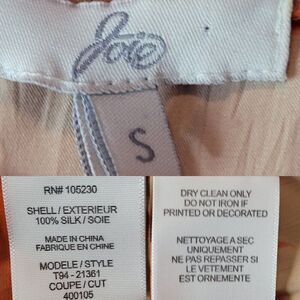 Joie
S
RN# 105230
SHELL / EXTERIEUR
100% SILK / SOIE
MADE IN CHINA
FABRIQUE EN CHINE
MODELE / STYLE
T94 - 21361
COUPE / CUT
400105
DRY CLEAN ONLY
DO NOT IRON IF
PRINTED OR DECORATED
NETTOYAGE A SEC
UNIQUEMENT
NE PAS REPASSER SI
LE VETEMENT
EST ORNEMENTE